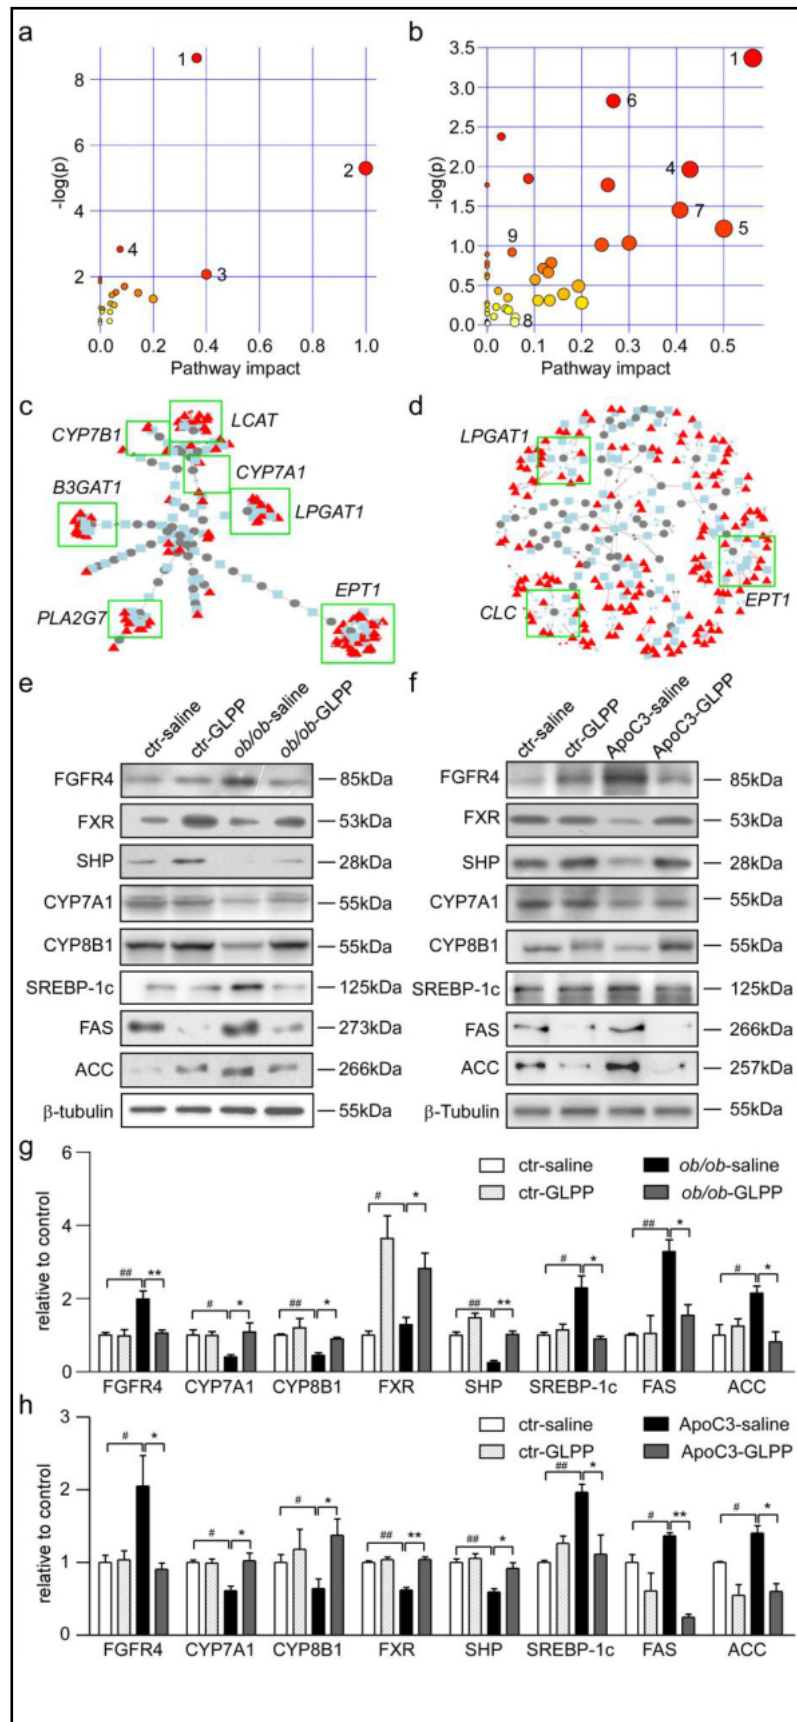 a
b
-log(p)
8
6
4
2
1
2
3
4
0.0 0.2 0.4 0.6 0.8 1.0
Pathway impact
3.5
3.0
2.5
2.0
1.5
1.0
0.5
0.0
1
6
4
7
5
9
8
0.0 0.1 0.2 0.3 0.4 0.5
Pathway impact
c
CYP7B1
LCAT
CYP7A1
B3GAT1
LPGAT1
PLA2G7
EPT1
d
LPGAT1
CLC
EPT1
e
ctr-saline ctr-GLPP ob/ob-saline ob/ob-GLPP
FGFR4 85kDa
FXR 53kDa
SHP 28kDa
CYP7A1 55kDa
CYP8B1 55kDa
SREBP-1c 125kDa
FAS 273kDa
ACC 266kDa
β-tubulin 55kDa
f
ctr-saline ctr-GLPP ApoC3-saline ApoC3-GLPP
FGFR4 85kDa
FXR 53kDa
SHP 28kDa
CYP7A1 55kDa
CYP8B1 55kDa
SREBP-1c 125kDa
FAS 266kDa
ACC 257kDa
β-Tubulin 55kDa
g
relative to control
6
4
2
0
ctr-saline ob/ob-saline
ctr-GLPP ob/ob-GLPP
## ** # * ## * # * ## ** # * ## * # *
FGFR4 CYP7A1 CYP8B1 FXR SHP SREBP-1c FAS ACC
h
relative to control
3
2
1
0
ctr-saline ApoC3-saline
ctr-GLPP ApoC3-GLPP
# * # * # * ## ** ## * ## * # ** # *
FGFR4 CYP7A1 CYP8B1 FXR SHP SREBP-1c FAS ACC